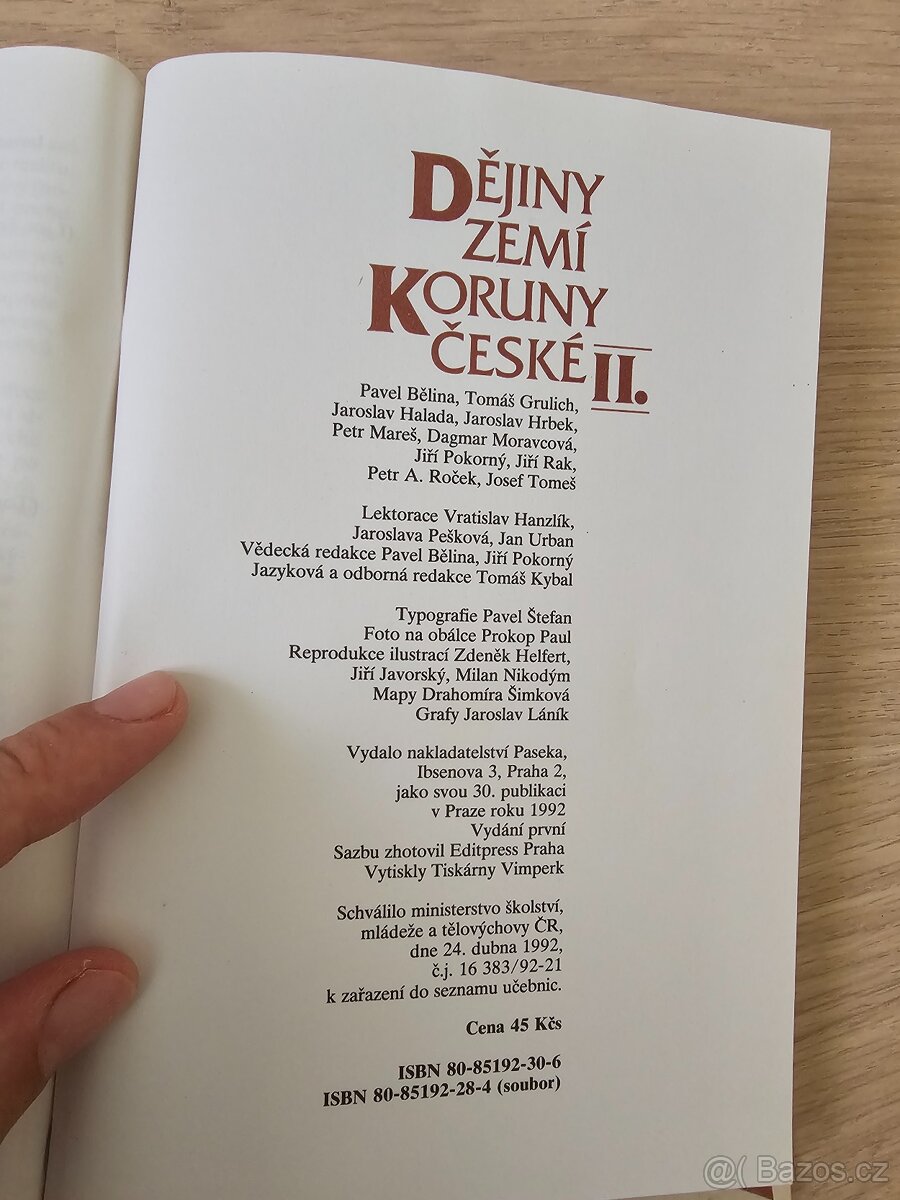 DĚJINY
ZEMÍ
KORUNY
ČESKÉ II.
Pavel Bělina, Tomáš Grulich,
Jaroslav Halada, Jaroslav Hrbek,
Petr Mareš, Dagmar Moravcová,
Jiří Pokorný, Jiří Rak,
Petr A. Roček, Josef Tomeš
Lektorace Vratislav Hanzlík,
Jaroslava Pešková, Jan Urban
Vědecká redakce Pavel Bělina, Jiří Pokorný
Jazyková a odborná redakce Tomáš Kybal
Typografie Pavel Štefan
Foto na obálce Prokop Paul
Reprodukce ilustrací Zdeněk Helfert,
Jiří Javorský, Milan Nikodým
Mapy Drahomíra Šimková
Grafy Jaroslav Láník
Vydalo nakladatelství Paseka,
Ibsenova 3, Praha 2,
jako svou 30. publikaci
v Praze roku 1992
Vydání první
Sazbu zhotovil Editpress Praha
Vytiskly Tiskárny Vimperk
Schválilo ministerstvo školství,
mládeže a tělovýchovy ČR,
dne 24. dubna 1992,
č.j. 16 383/92-21
k zařazení do seznamu učebnic.
Cena 45 Kčs
ISBN 80-85192-30-6
ISBN 80-85192-28-4 (soubor)
@( Bazos.cz